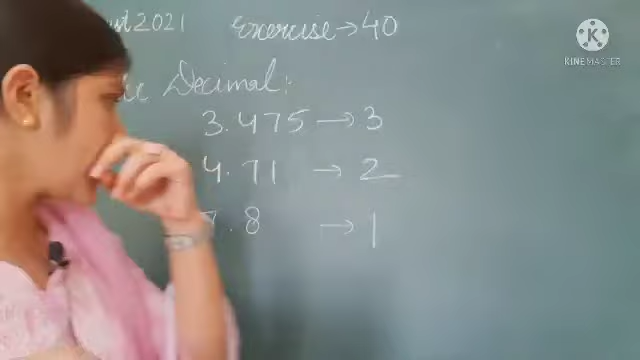 2021 Exercise→40
KINEMASTER
Decimal:
3.475 → 3
4.71 → 2
.8 → 1